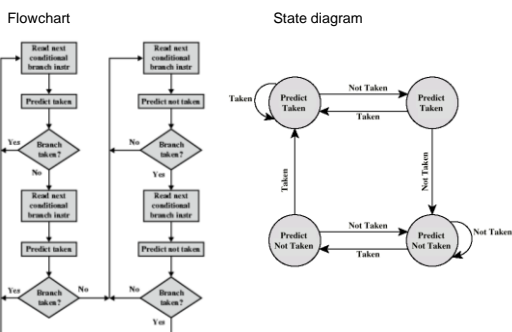 Flowchart
State diagram
Read next
conditional
branch instr
Predict taken
Yes
Branch
taken?
No
Read next
conditional
branch instr
Predict taken
Yes
Branch
taken?
No
Read next
conditional
branch instr
Predict not taken
No
Branch
taken?
Yes
Read next
conditional
branch instr
Predict not taken
No
Branch
taken?
Yes
Taken
Predict
Taken
Not Taken
Taken
Predict
Taken
Taken
Not Taken
Predict
Not Taken
Not Taken
Taken
Predict
Not Taken
Not Taken